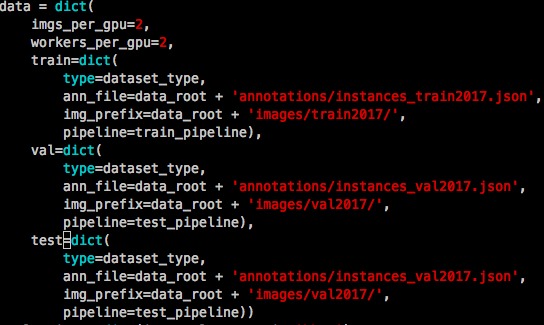 data = dict(
    imgs_per_gpu=2,
    workers_per_gpu=2,
    train=dict(
        type=dataset_type,
        ann_file=data_root + 'annotations/instances_train2017.json',
        img_prefix=data_root + 'images/train2017/',
        pipeline=train_pipeline),
    val=dict(
        type=dataset_type,
        ann_file=data_root + 'annotations/instances_val2017.json',
        img_prefix=data_root + 'images/val2017/',
        pipeline=test_pipeline),
    test=dict(
        type=dataset_type,
        ann_file=data_root + 'annotations/instances_val2017.json',
        img_prefix=data_root + 'images/val2017/',
        pipeline=test_pipeline))